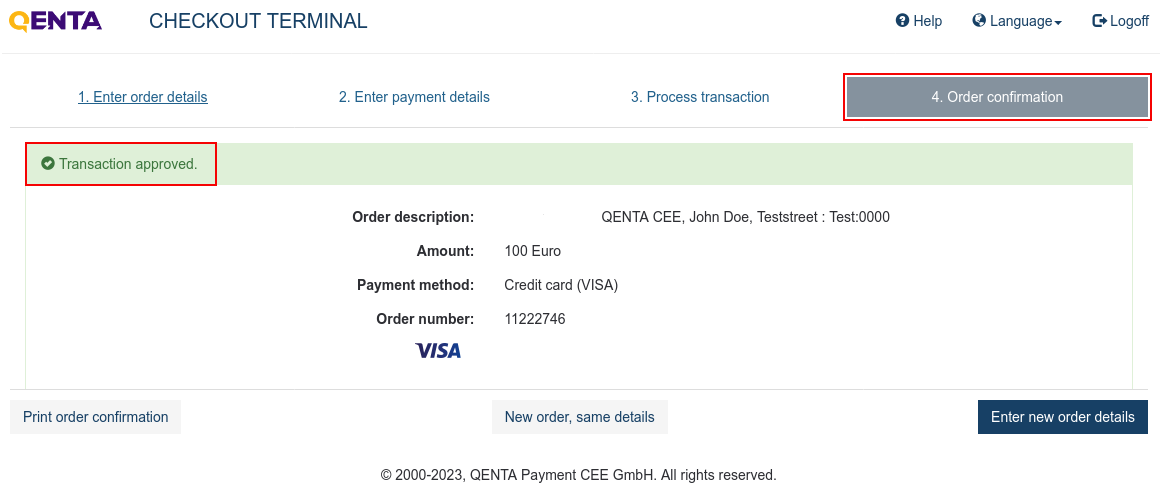 QENTA CHECKOUT TERMINAL Help Language Logoff
1. Enter order details 2. Enter payment details 3. Process transaction 4. Order confirmation
Transaction approved.
Order description: QENTA CEE, John Doe, Teststreet : Test:0000
Amount: 100 Euro
Payment method: Credit card (VISA)
Order number: 11222746
VISA
Print order confirmation New order, same details Enter new order details
© 2000-2023, QENTA Payment CEE GmbH. All rights reserved.